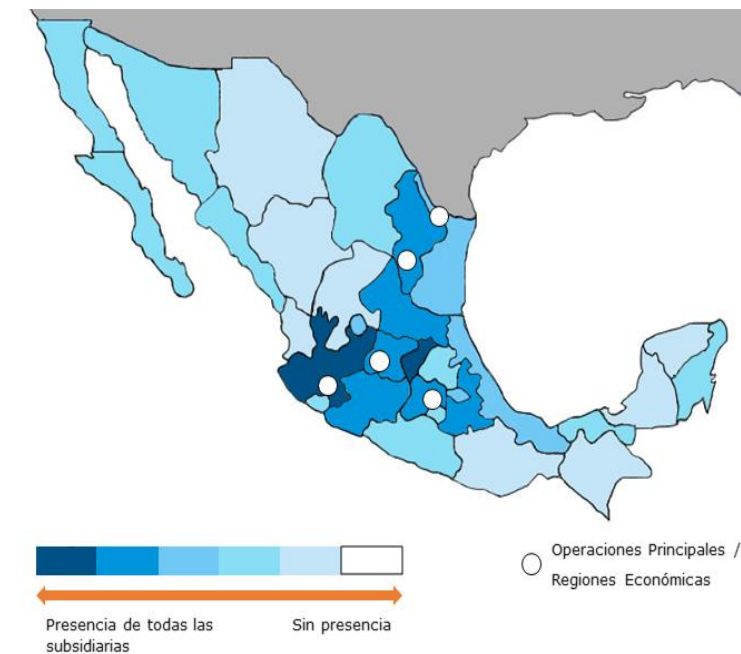 Operaciones Principales /
Regiones Económicas
Presencia de todas las
subsidiarias
Sin presencia